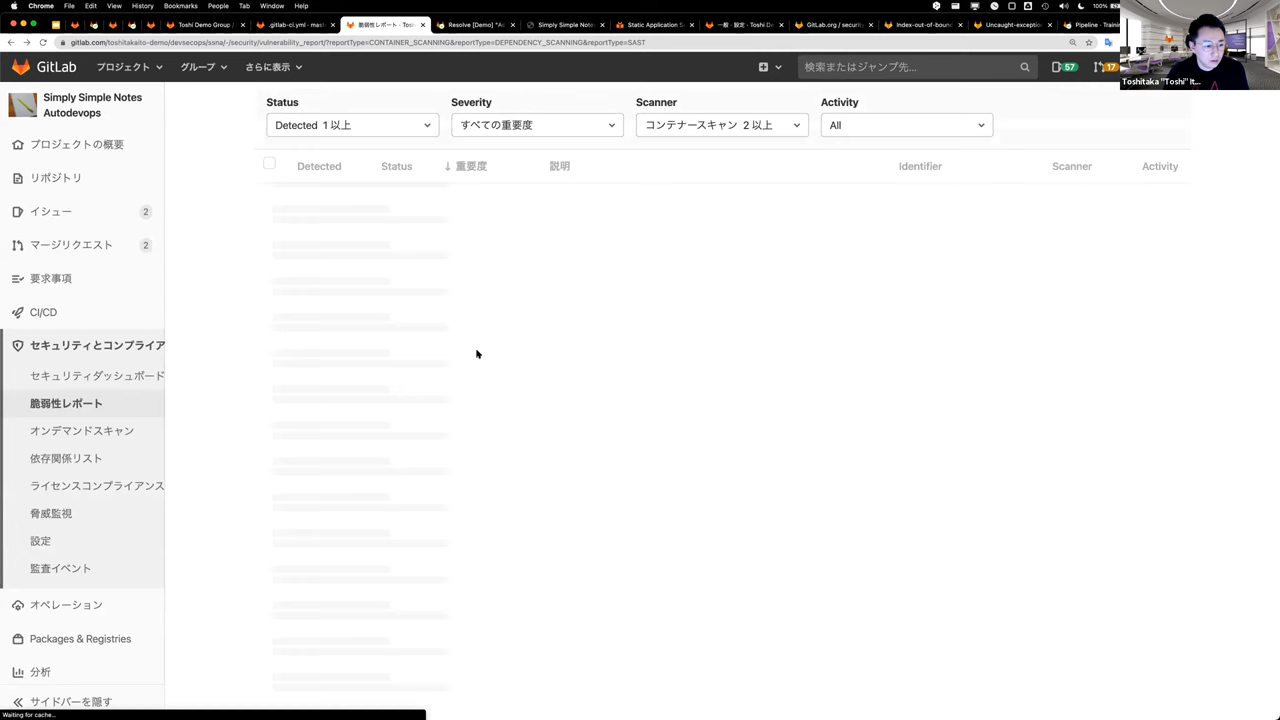 Chrome File Edit View History Bookmarks People Tab Window Help
100%
Toshi Demo Group /
.gitlab-ci.yml - mast
脆弱性レポート - Tosh
Resolve [Demo] "Ac
Simply Simple Notes
Static Application S
一般 · 設定 · Toshi De
GitLab.org / security
Index-out-of-bound
Uncaught-exceptio
Pipeline - Trainin
gitlab.com/toshitakaito-demo/devsecops/ssna/-/security/vulnerability_report/?reportType=CONTAINER_SCANNING&reportType=DEPENDENCY_SCANNING&reportType=SAST
GitLab
プロジェクト
グループ
さらに表示
検索またはジャンプ先...
57
17
Toshitaka "Toshi" It...
Simply Simple Notes
Autodevops
プロジェクトの概要
リポジトリ
イシュー 2
マージリクエスト 2
要求事項
CI/CD
セキュリティとコンプライア
セキュリティダッシュボード
脆弱性レポート
オンデマンドスキャン
依存関係リスト
ライセンスコンプライアンス
脅威監視
設定
監査イベント
オペレーション
Packages & Registries
分析
サイドバーを隠す
Waiting for cache...
Status Severity Scanner Activity
Detected 1 以上 すべての重要度 コンテナースキャン 2 以上 All
Detected Status ↓ 重要度 説明 Identifier Scanner Activity